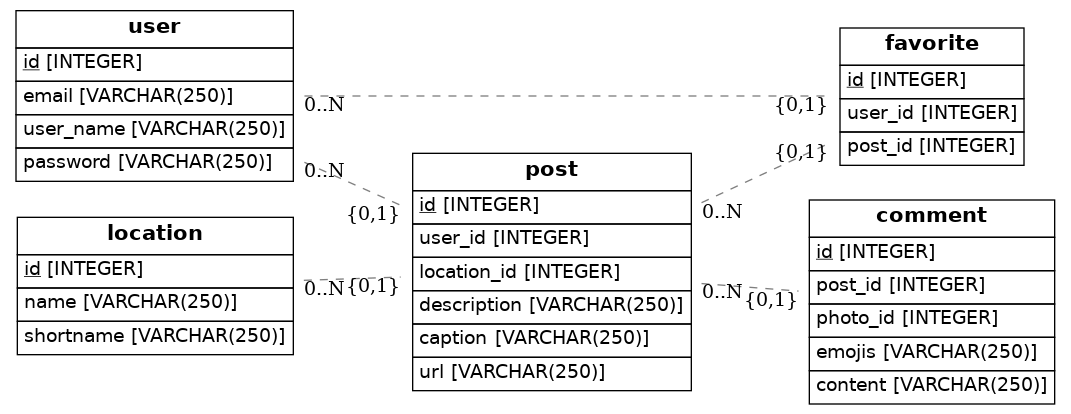 user
id [INTEGER]
email [VARCHAR(250)]
user_name [VARCHAR(250)]
password [VARCHAR(250)]
location
id [INTEGER]
name [VARCHAR(250)]
shortname [VARCHAR(250)]
0..N
0..N
{0,1}
0..N
{0,1}
post
id [INTEGER]
user_id [INTEGER]
location_id [INTEGER]
description [VARCHAR(250)]
caption [VARCHAR(250)]
url [VARCHAR(250)]
{0,1}
{0,1}
0..N
0..N
{0,1}
favorite
id [INTEGER]
user_id [INTEGER]
post_id [INTEGER]
comment
id [INTEGER]
post_id [INTEGER]
photo_id [INTEGER]
emojis [VARCHAR(250)]
content [VARCHAR(250)]